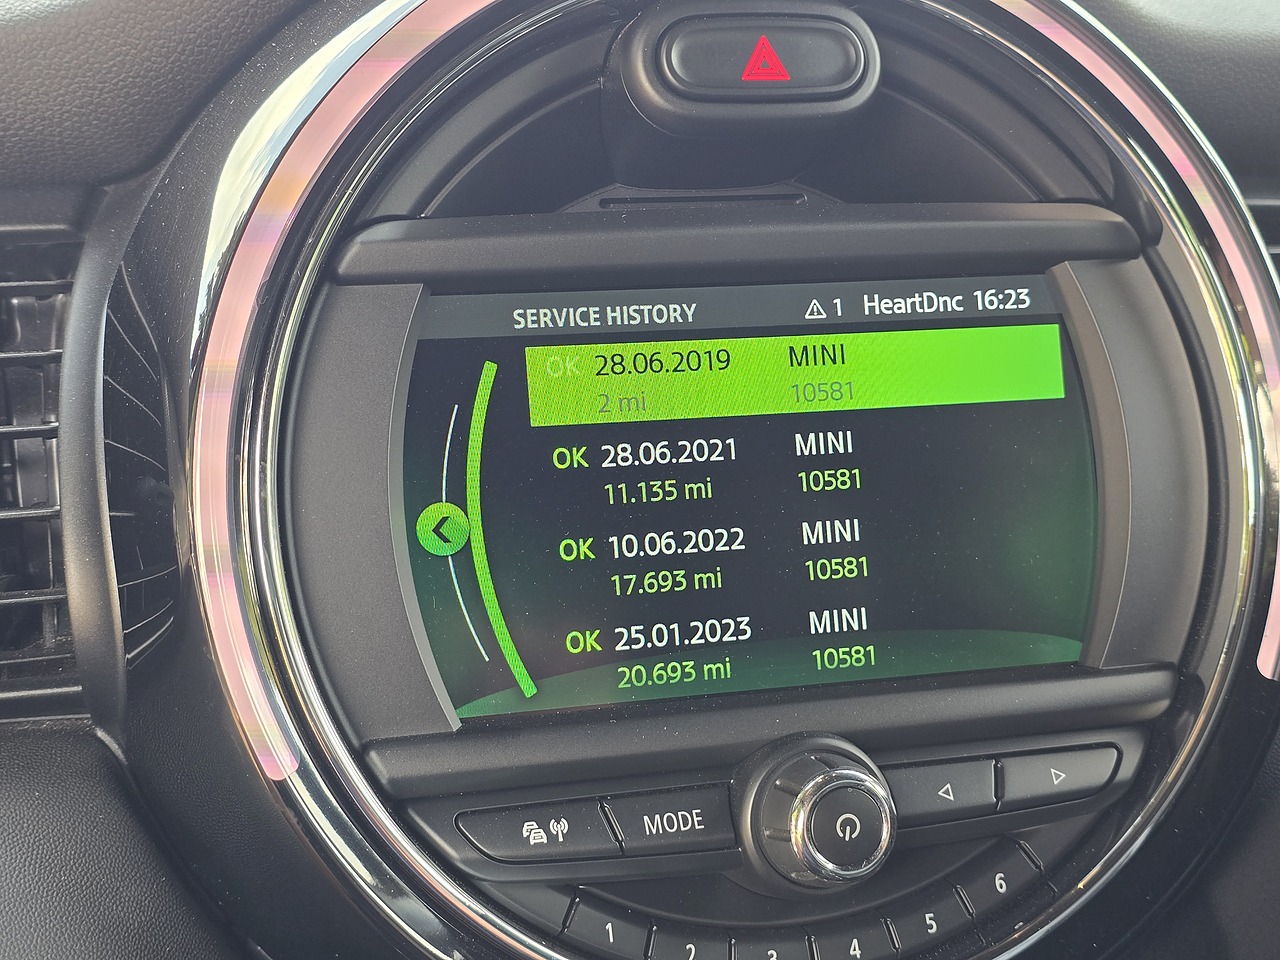 SERVICE HISTORY ⚠ 1 HeartDnc 16:23
OK 28.06.2019 MINI
2 mi 10581
OK 28.06.2021 MINI
11.135 mi 10581
OK 10.06.2022 MINI
17.693 mi 10581
OK 25.01.2023 MINI
20.693 mi 10581
MODE
1 2 3 4 5 6